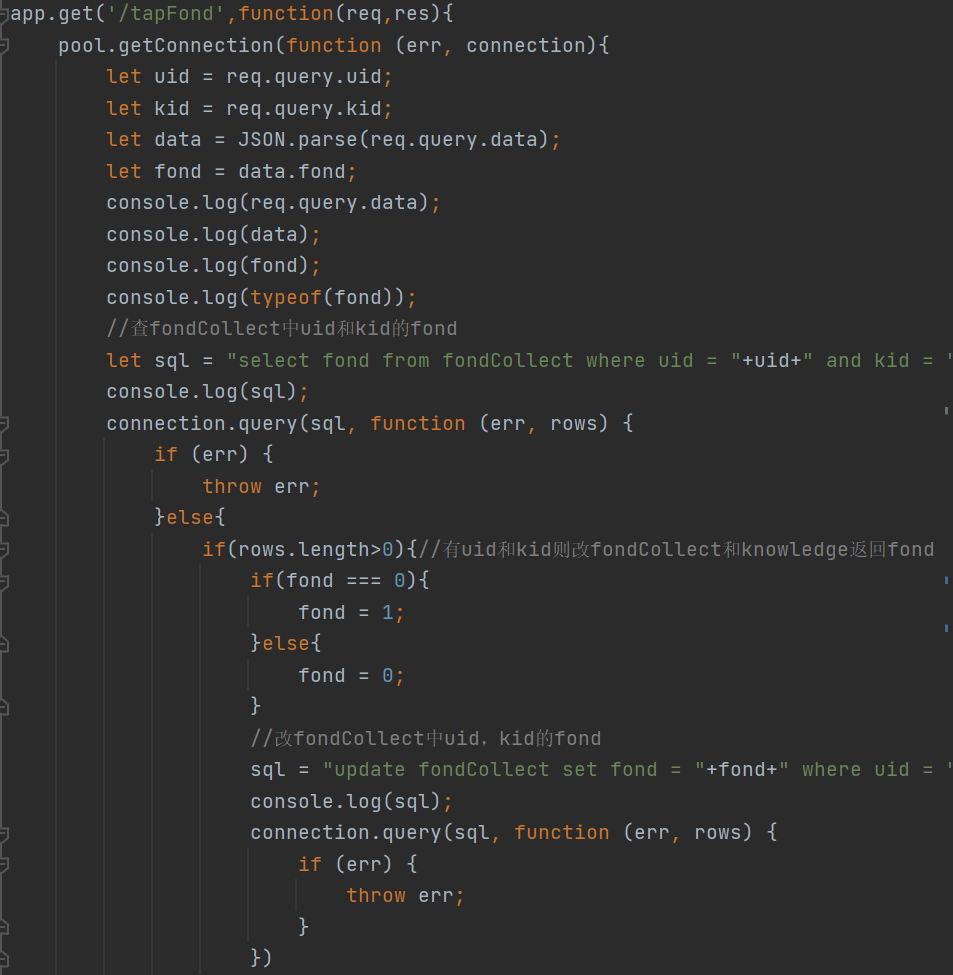 app.get('/tapFond',function(req,res){
pool.getConnection(function (err, connection){
let uid = req.query.uid;
let kid = req.query.kid;
let data = JSON.parse(req.query.data);
let fond = data.fond;
console.log(req.query.data);
console.log(data);
console.log(fond);
console.log(typeof(fond));
//查fondCollect中uid和kid的fond
let sql = "select fond from fondCollect where uid = "+uid+" and kid = "
console.log(sql);
connection.query(sql, function (err, rows) {
if (err) {
throw err;
}else{
if(rows.length>0){//有uid和kid则改fondCollect和knowledge返回fond
if(fond === 0){
fond = 1;
}else{
fond = 0;
}
//改fondCollect中uid，kid的fond
sql = "update fondCollect set fond = "+fond+" where uid = "
console.log(sql);
connection.query(sql, function (err, rows) {
if (err) {
throw err;
}
})